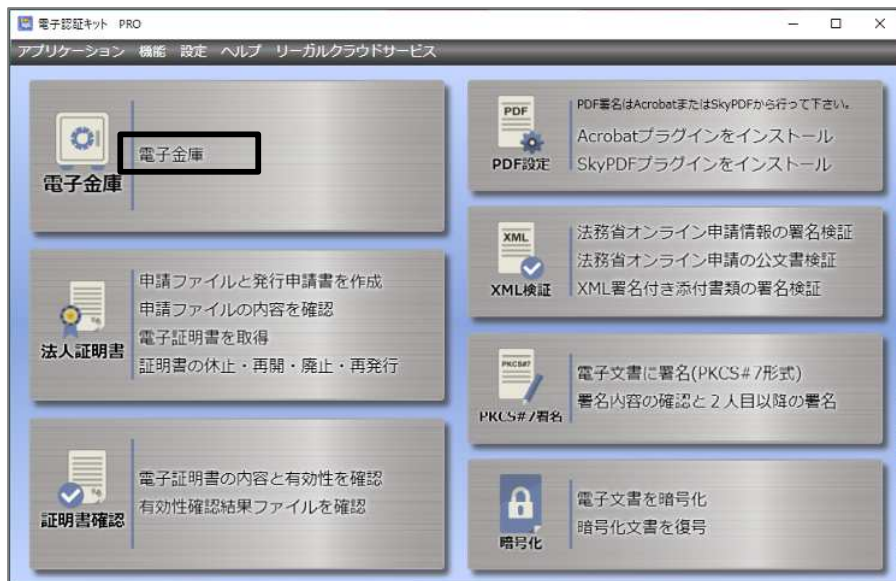 電子認証キット PRO
アプリケーション 機能 設定 ヘルプ リーガルクラウドサービス
電子金庫
電子金庫
申請ファイルと発行申請書を作成
申請ファイルの内容を確認
電子証明書を取得
証明書の休止・再開・廃止・再発行
法人証明書
電子証明書の内容と有効性を確認
有効性確認結果ファイルを確認
証明書確認
PDF
PDF署名はAcrobatまたはSkyPDFから行って下さい。
Acrobatプラグインをインストール
SkyPDFプラグインをインストール
PDF設定
XML
法務省オンライン申請情報の署名検証
法務省オンライン申請の公文書検証
XML署名付き添付書類の署名検証
XML検証
PKCS#7
電子文書に署名(PKCS#7形式)
署名内容の確認と2人目以降の署名
PKCS#7署名
電子文書を暗号化
暗号化文書を復号
暗号化